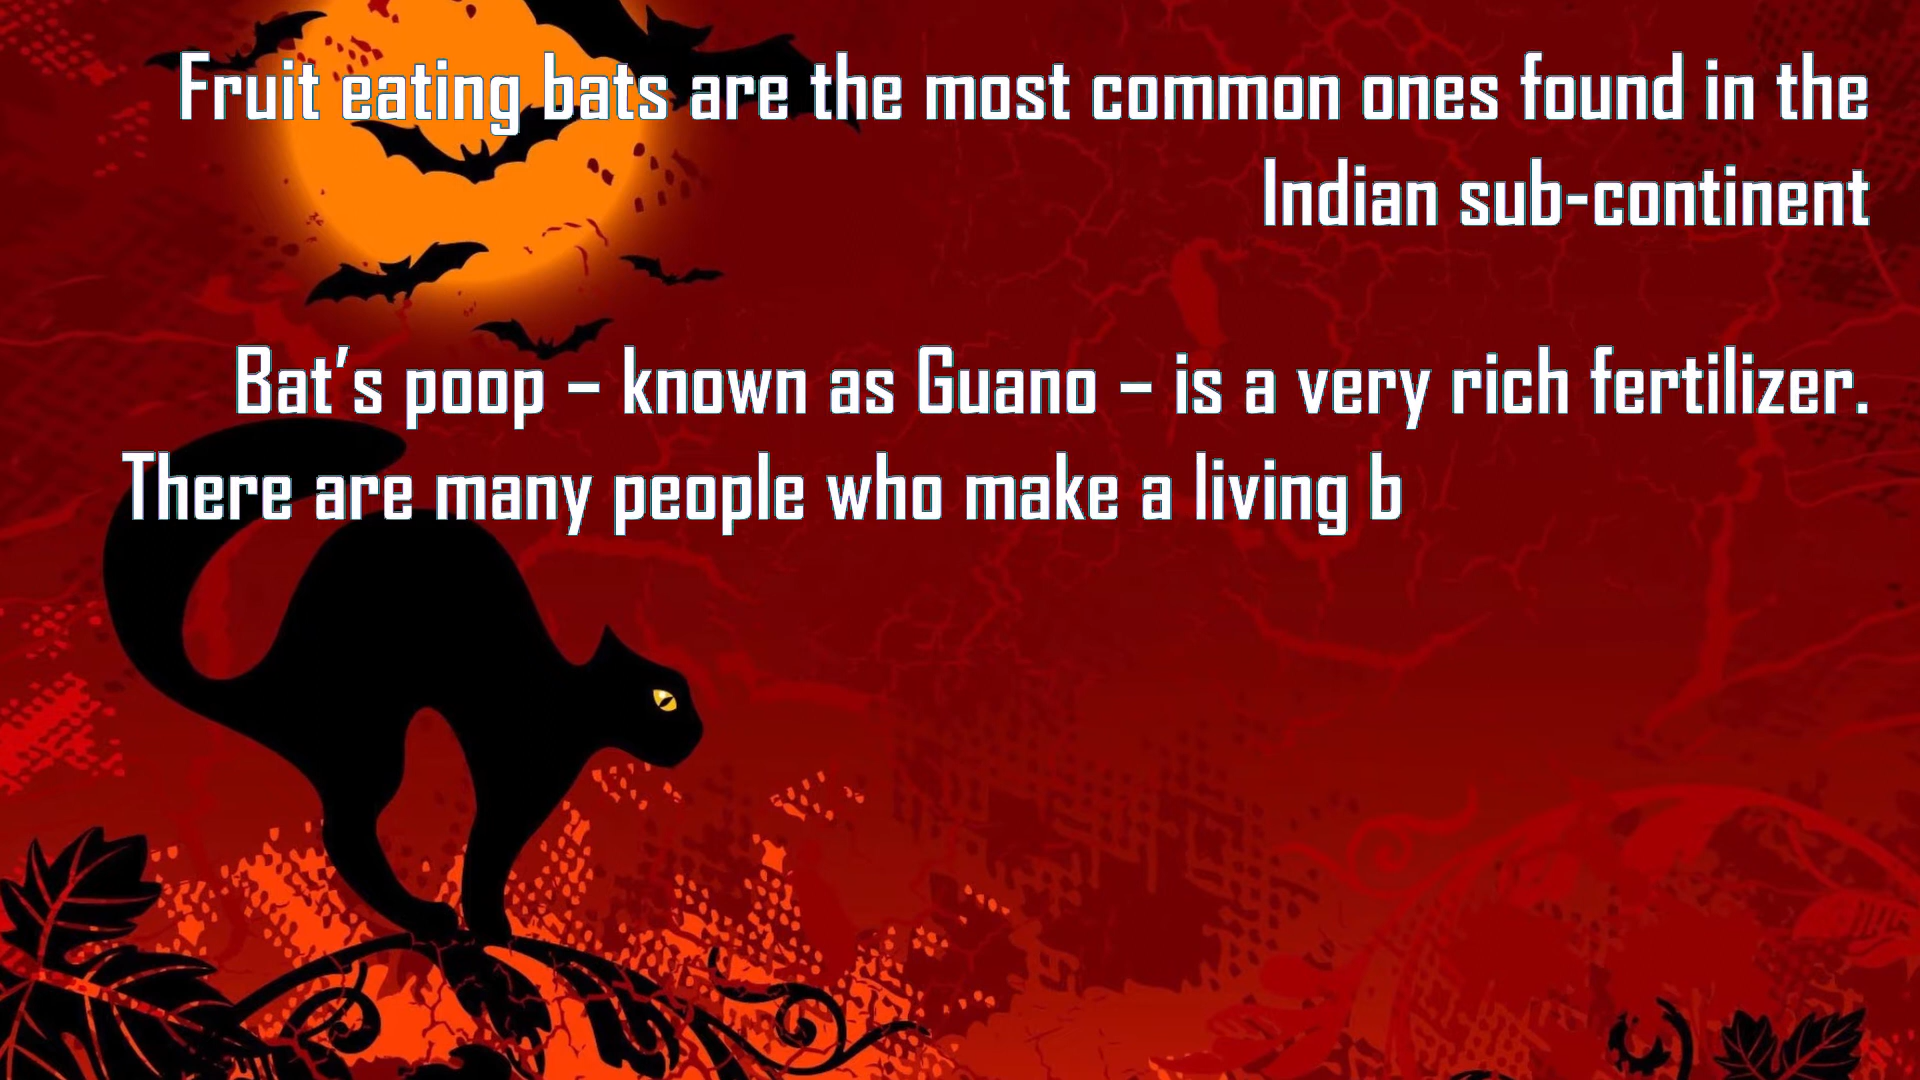 Fruit eating bats are the most common ones found in the
Indian sub-continent
Bat’s poop – known as Guano – is a very rich fertilizer.
There are many people who make a living b